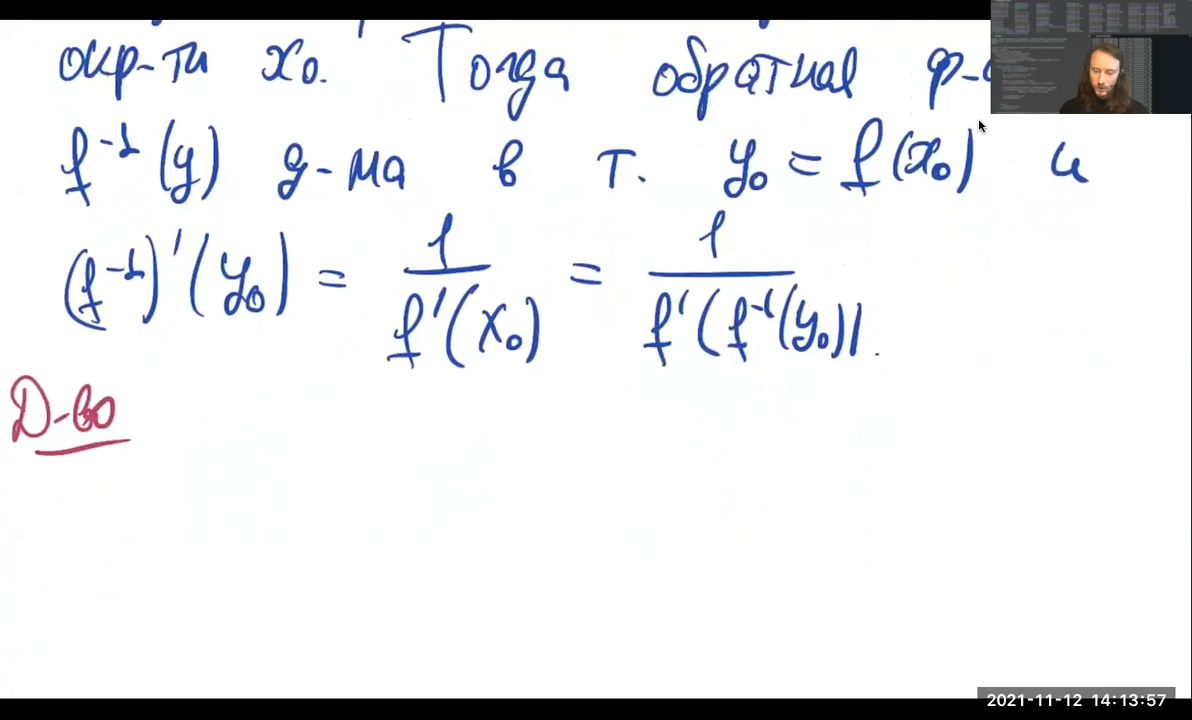 окр-ти x₀. Тогда обратная ф-
f⁻¹(y) д-ма в т. y₀ = f(x₀) и
(f⁻¹)'(y₀) = 1/f'(x₀) = 1/f'(f⁻¹(y₀)).
Д-во
2021-11-12 14:13:57